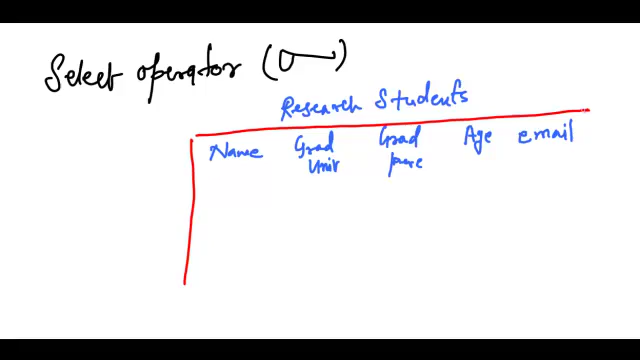 Select operator (σ)
Research Students
Name Grad Grad Age email
Univ perc